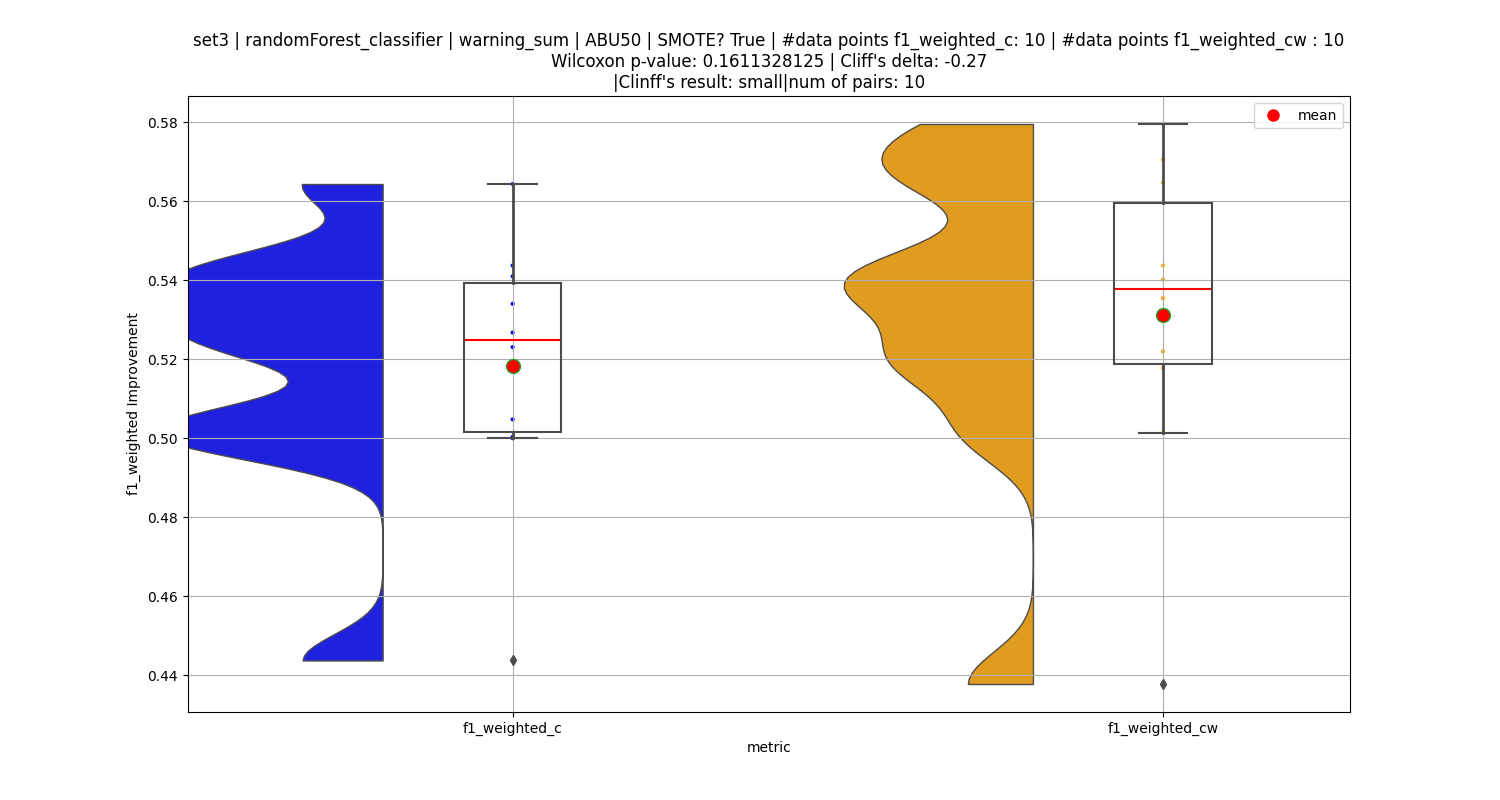 set3 | randomForest_classifier | warning_sum | ABU50 | SMOTE? True | #data points f1_weighted_c: 10 | #data points f1_weighted_cw : 10
Wilcoxon p-value: 0.1611328125 | Cliff's delta: -0.27
|Clinff's result: small|num of pairs: 10
mean
0.58
0.56
0.54
0.52
0.50
0.48
0.46
0.44
f1_weighted Improvement
f1_weighted_c
f1_weighted_cw
metric